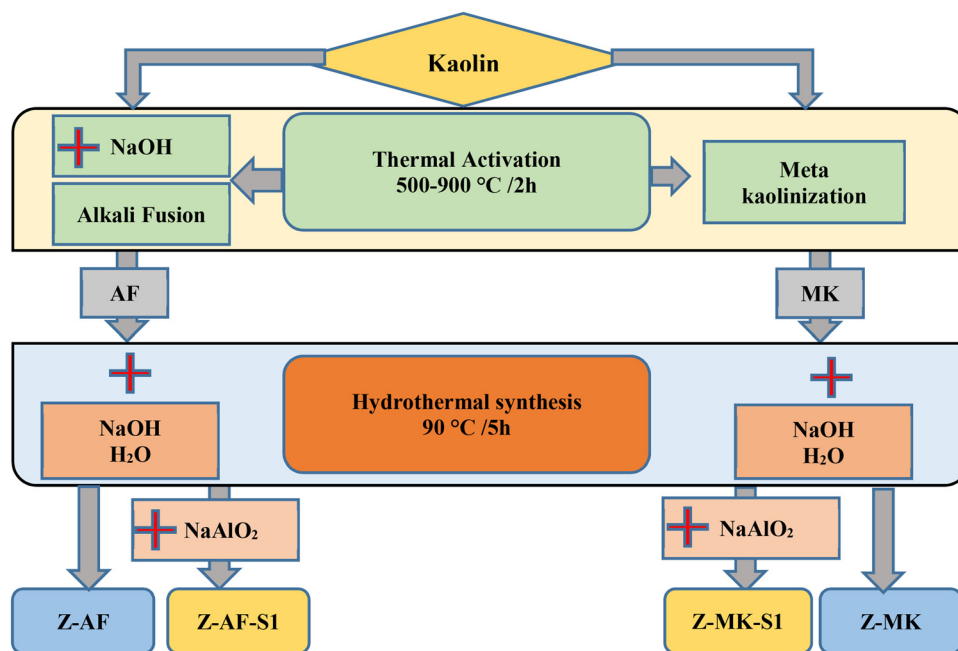 Kaolin
NaOH
Alkali Fusion
Thermal Activation
500-900 °C /2h
Meta
kaolinization
AF
MK
NaOH
H₂O
Hydrothermal synthesis
90 °C /5h
NaOH
H₂O
NaAlO₂
NaAlO₂
Z-AF
Z-AF-S1
Z-MK-S1
Z-MK